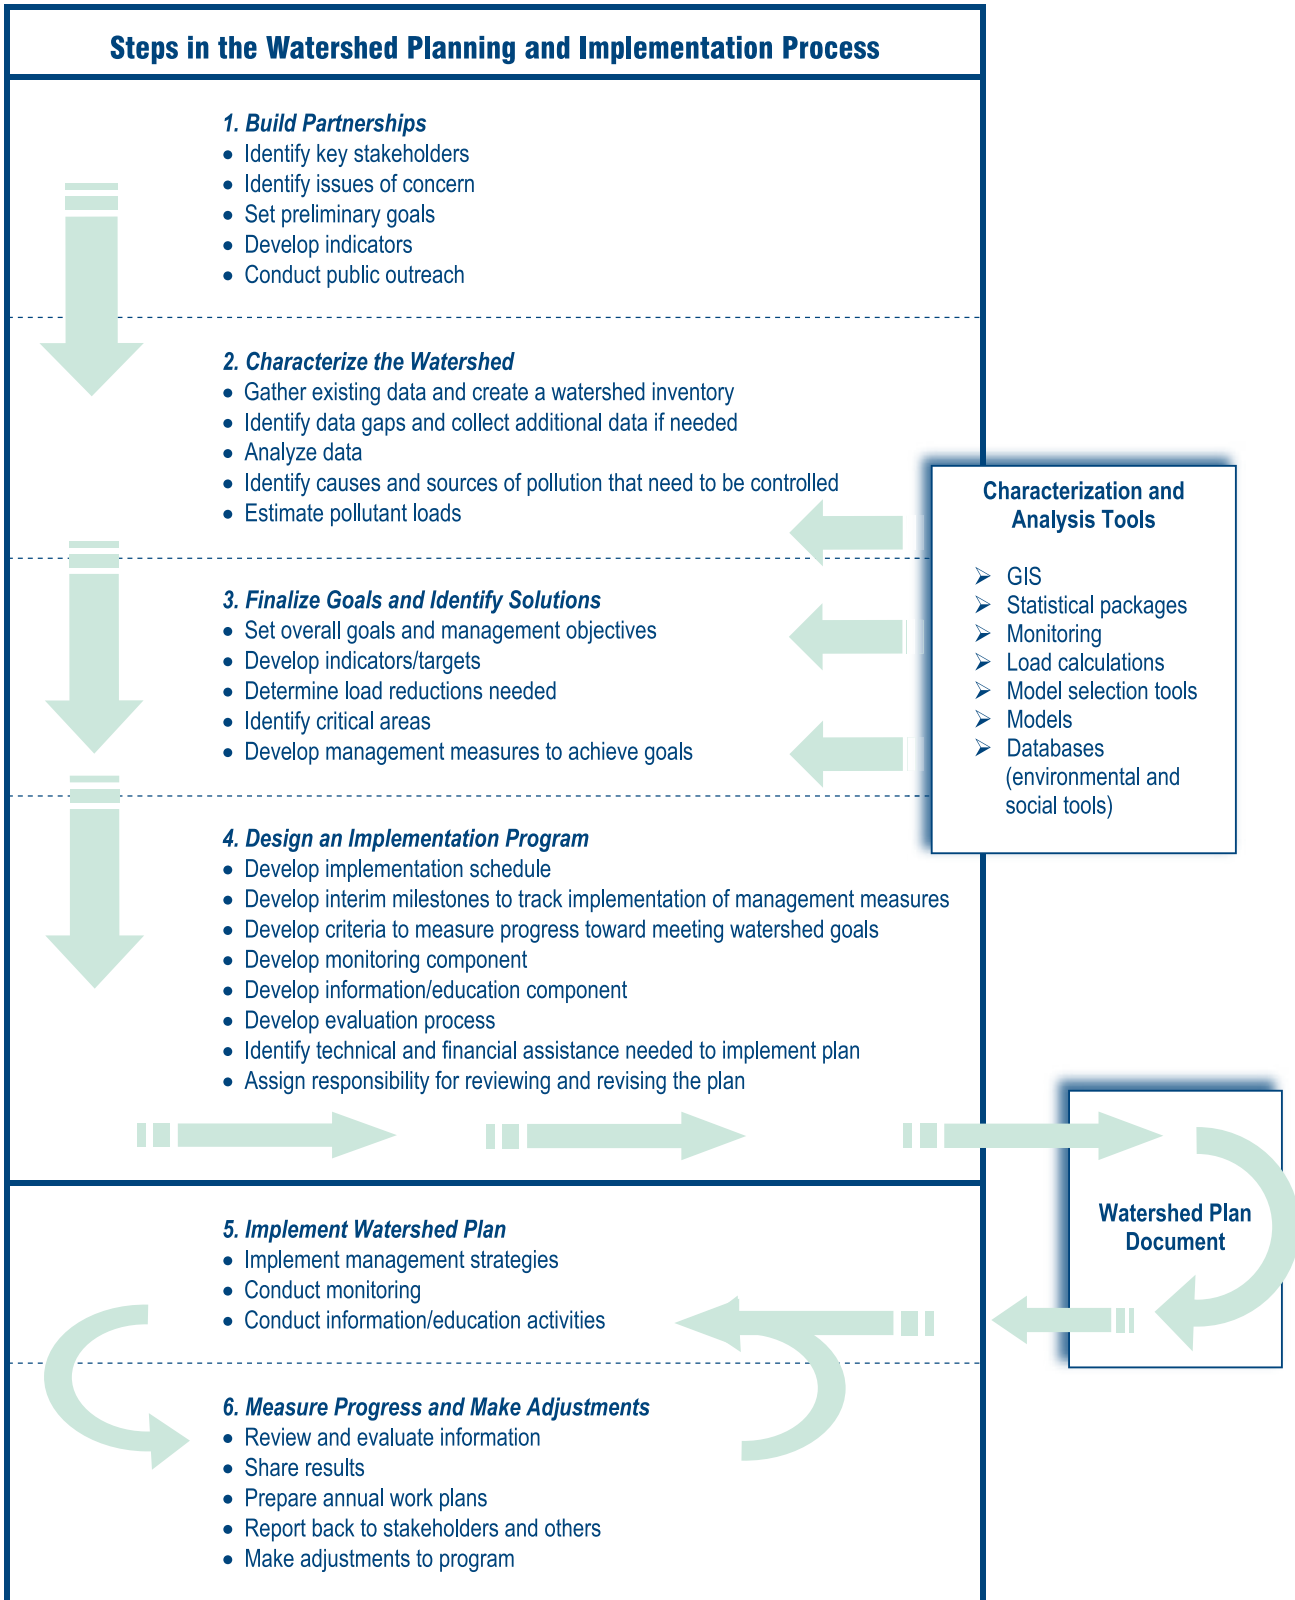 Steps in the Watershed Planning and Implementation Process
1. Build Partnerships
• Identify key stakeholders
• Identify issues of concern
• Set preliminary goals
• Develop indicators
• Conduct public outreach
2. Characterize the Watershed
• Gather existing data and create a watershed inventory
• Identify data gaps and collect additional data if needed
• Analyze data
• Identify causes and sources of pollution that need to be controlled
• Estimate pollutant loads
3. Finalize Goals and Identify Solutions
• Set overall goals and management objectives
• Develop indicators/targets
• Determine load reductions needed
• Identify critical areas
• Develop management measures to achieve goals
Characterization and
Analysis Tools
➢ GIS
➢ Statistical packages
➢ Monitoring
➢ Load calculations
➢ Model selection tools
➢ Models
➢ Databases
(environmental and
social tools)
4. Design an Implementation Program
• Develop implementation schedule
• Develop interim milestones to track implementation of management measures
• Develop criteria to measure progress toward meeting watershed goals
• Develop monitoring component
• Develop information/education component
• Develop evaluation process
• Identify technical and financial assistance needed to implement plan
• Assign responsibility for reviewing and revising the plan
Watershed Plan
Document
5. Implement Watershed Plan
• Implement management strategies
• Conduct monitoring
• Conduct information/education activities
6. Measure Progress and Make Adjustments
• Review and evaluate information
• Share results
• Prepare annual work plans
• Report back to stakeholders and others
• Make adjustments to program